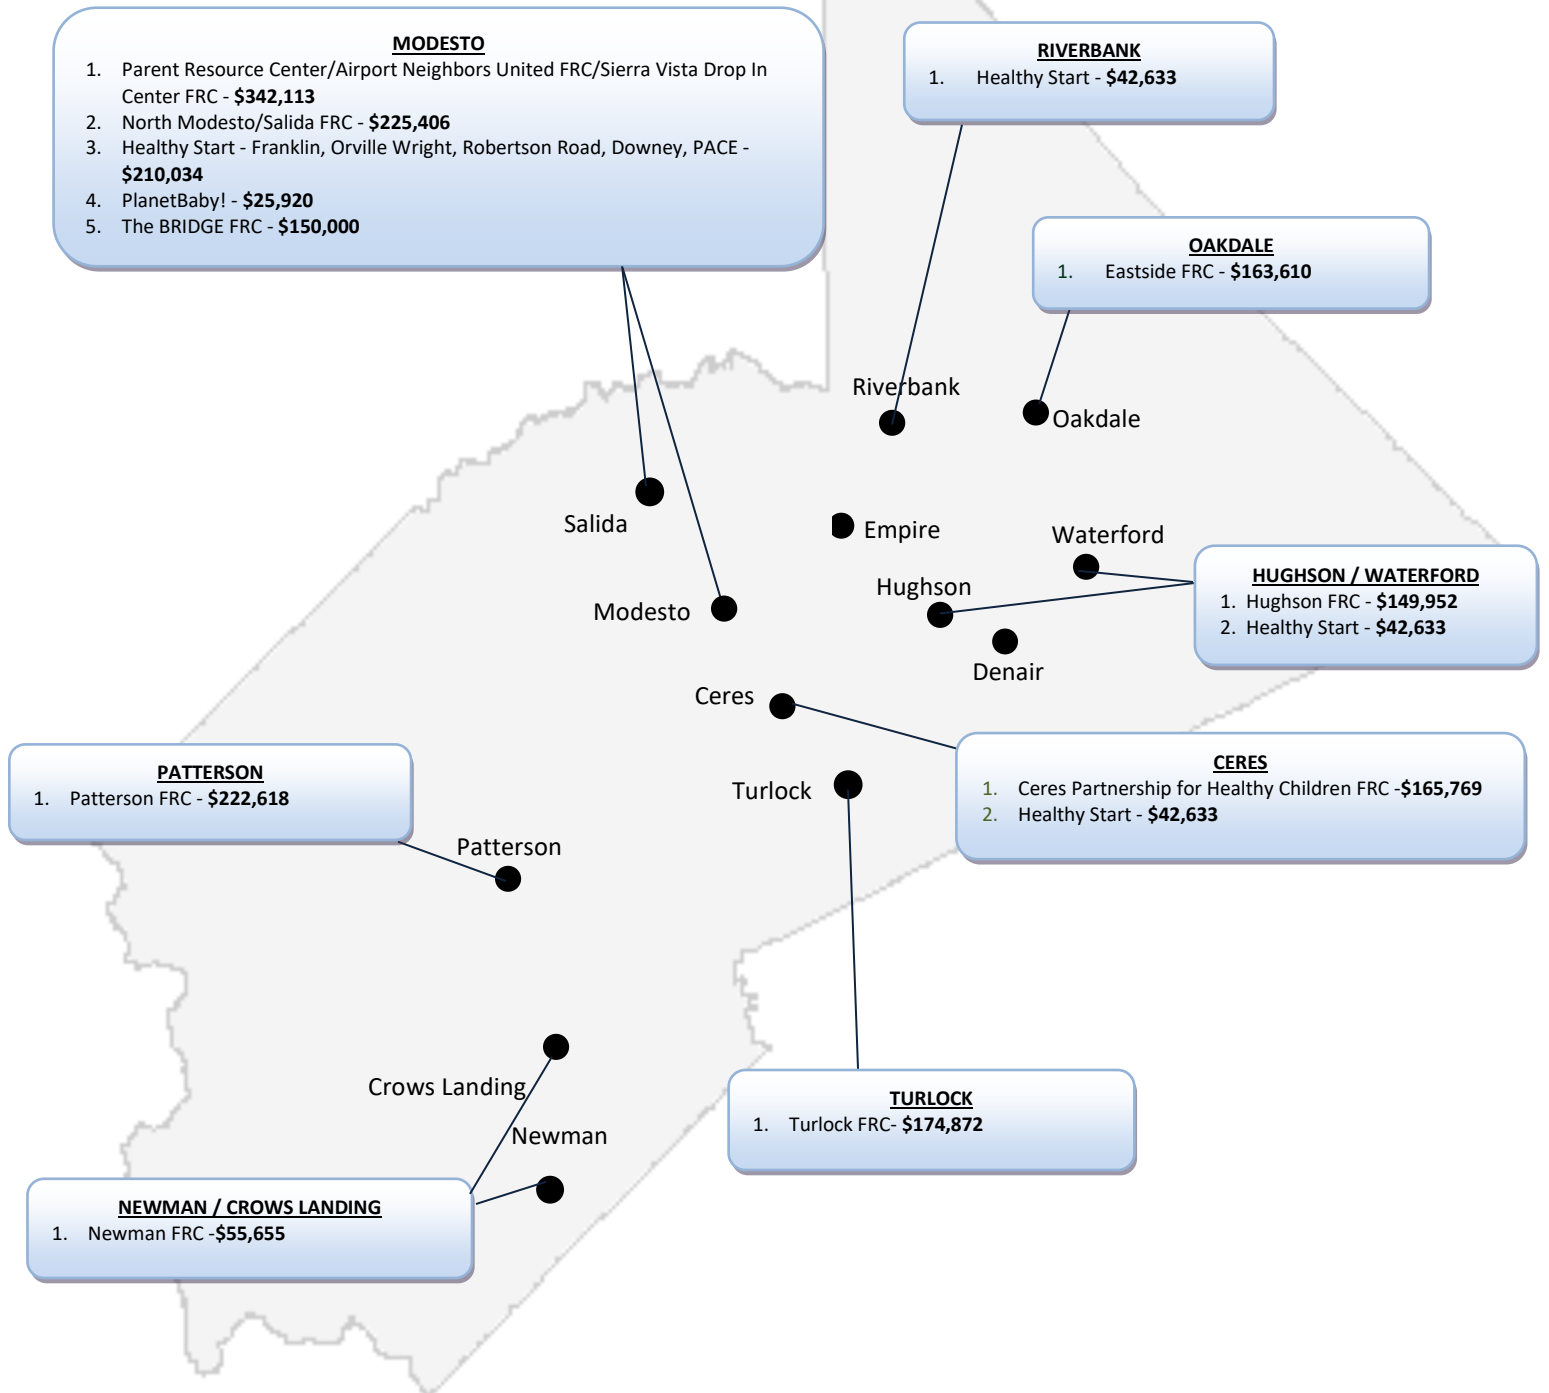 MODESTO
1. Parent Resource Center/Airport Neighbors United FRC/Sierra Vista Drop In
Center FRC - $342,113
2. North Modesto/Salida FRC - $225,406
3. Healthy Start - Franklin, Orville Wright, Robertson Road, Downey, PACE -
$210,034
4. PlanetBaby! - $25,920
5. The BRIDGE FRC - $150,000
RIVERBANK
1. Healthy Start - $42,633
OAKDALE
1. Eastside FRC - $163,610
Riverbank
Oakdale
Salida
Empire
Waterford
Hughson
Modesto
Denair
HUGHSON / WATERFORD
1. Hughson FRC - $149,952
2. Healthy Start - $42,633
Ceres
CERES
1. Ceres Partnership for Healthy Children FRC -$165,769
2. Healthy Start - $42,633
PATTERSON
1. Patterson FRC - $222,618
Turlock
Patterson
Crows Landing
Newman
TURLOCK
1. Turlock FRC- $174,872
NEWMAN / CROWS LANDING
1. Newman FRC -$55,655